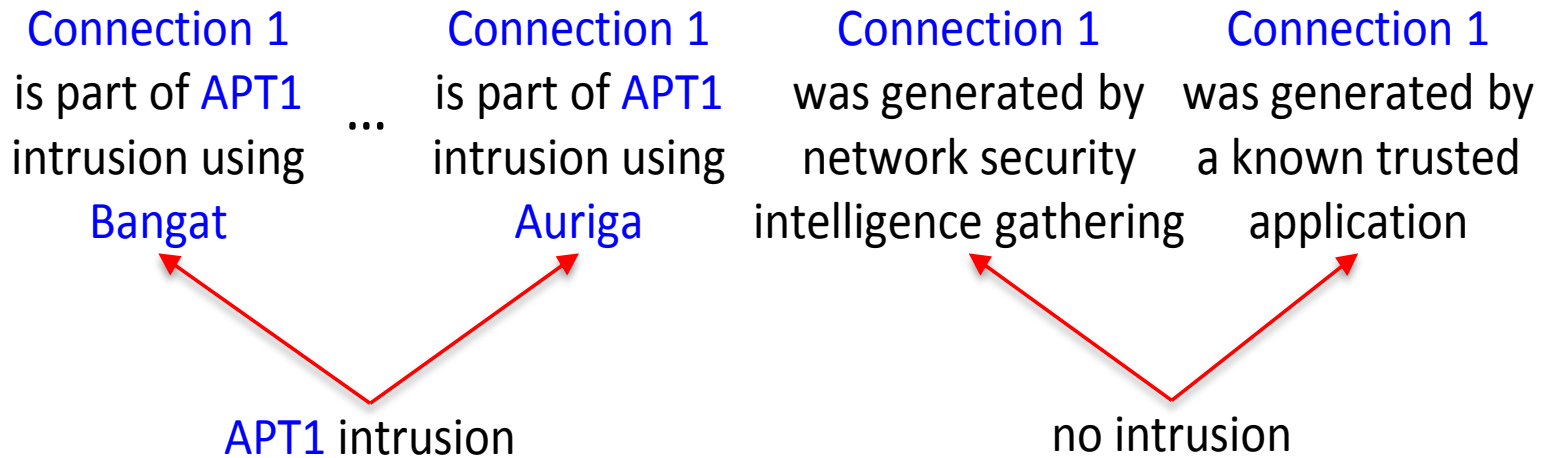 Connection 1
is part of APT1
intrusion using
Bangat
...
Connection 1
is part of APT1
intrusion using
Auriga
Connection 1
was generated by
network security
intelligence gathering
Connection 1
was generated by
a known trusted
application
APT1 intrusion
no intrusion